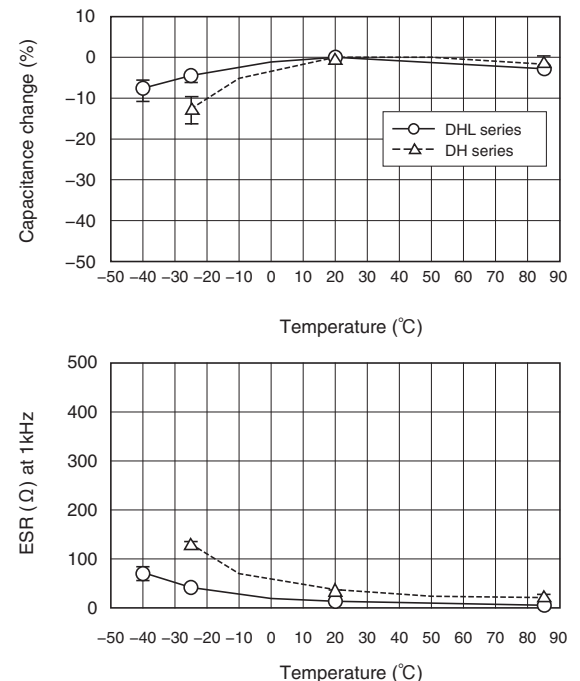 10
0
−10
−20
−30
−40
−50
Capacitance change (%)
DHL series
DH series
−50 −40 −30 −20 −10 0 10 20 30 40 50 60 70 80 90
Temperature (℃)
500
400
300
200
100
0
ESR (Ω) at 1kHz
−50 −40 −30 −20 −10 0 10 20 30 40 50 60 70 80 90
Temperature (℃)